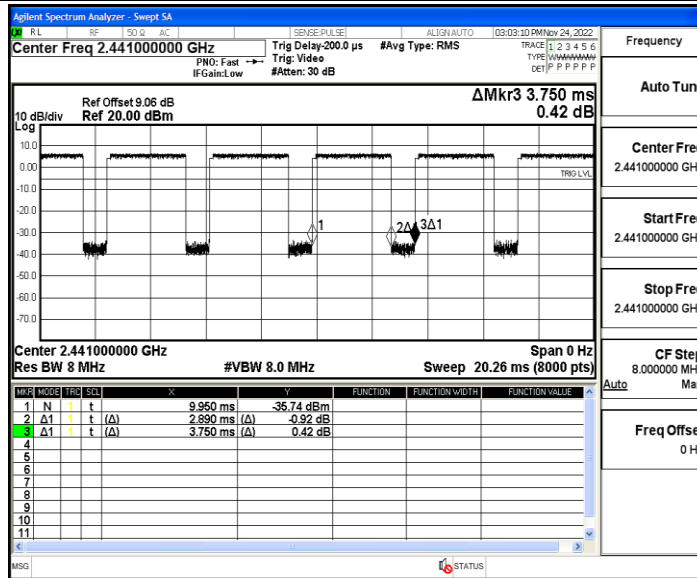 Agilent Spectrum Analyzer - Swept SA
RL RF 50 Ω AC SENSE:PULSE ALIGN AUTO 03:03:10 PM Nov 24, 2022
Center Freq 2.441000000 GHz
PNO: Fast
IFGain:Low
Trig Delay-200.0 µs
Trig: Video
#Atten: 30 dB
#Avg Type: RMS
TRACE 1 2 3 4 5 6
TYPE WWWWWW
DET P P P P P P
Ref Offset 9.06 dB
10 dB/div Ref 20.00 dBm
ΔMkr3 3.750 ms
0.42 dB
Log
10.0
0.00
TRIG LVL
-10.0
-20.0
-30.0
1
2Δ1
3Δ1
-40.0
-50.0
-60.0
-70.0
Center 2.441000000 GHz Span 0 Hz
Res BW 8 MHz #VBW 8.0 MHz Sweep 20.26 ms (8000 pts)
MKR MODE TRC SCL X Y FUNCTION FUNCTION WIDTH FUNCTION VALUE
1 N 1 t 9.950 ms -35.74 dBm
2 Δ1 1 t (Δ) 2.890 ms (Δ) -0.92 dB
3 Δ1 1 t (Δ) 3.750 ms (Δ) 0.42 dB
4
5
6
7
8
9
10
11
MSG STATUS
Frequency
Auto Tun
Center Fre
2.441000000 GH
Start Fre
2.441000000 GH
Stop Fre
2.441000000 GH
CF Step
8.000000 MH
Auto Ma
Freq Offse
0 H